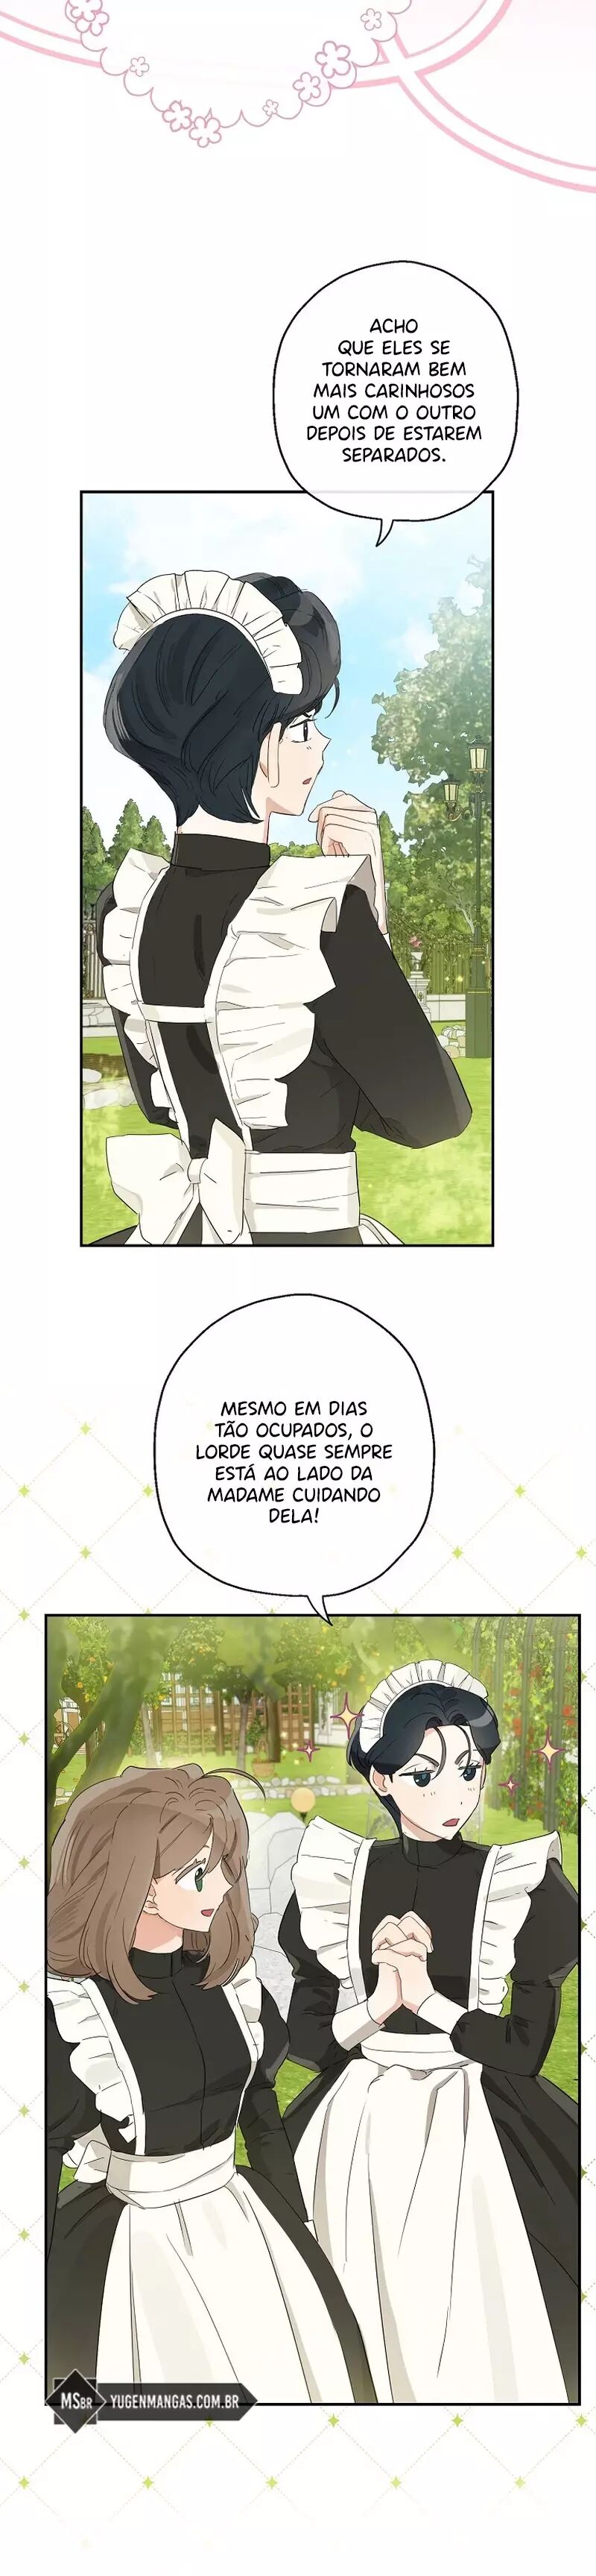 ACHO
QUE ELES SE
TORNARAM BEM
MAIS CARINHOSOS
UM COM O OUTRO
DEPOIS DE ESTAREM
SEPARADOS.
MESMO EM DIAS
TÃO OCUPADOS, O
LORDE QUASE SEMPRE
ESTÁ AO LADO DA
MADAME CUIDANDO
DELA!
MSBR YUGENMANGAS.COM.BR